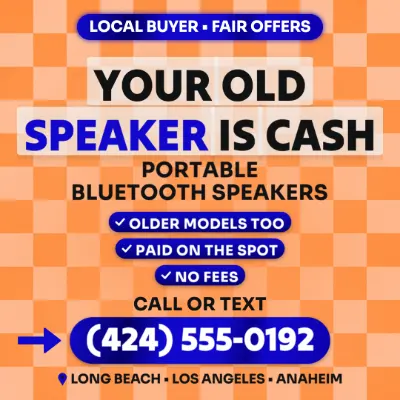 LOCAL BUYER • FAIR OFFERS
YOUR OLD
SPEAKER IS CASH
PORTABLE
BLUETOOTH SPEAKERS
✓ OLDER MODELS TOO
✓ PAID ON THE SPOT
✓ NO FEES
CALL OR TEXT
(424) 555-0192
LONG BEACH • LOS ANGELES • ANAHEIM